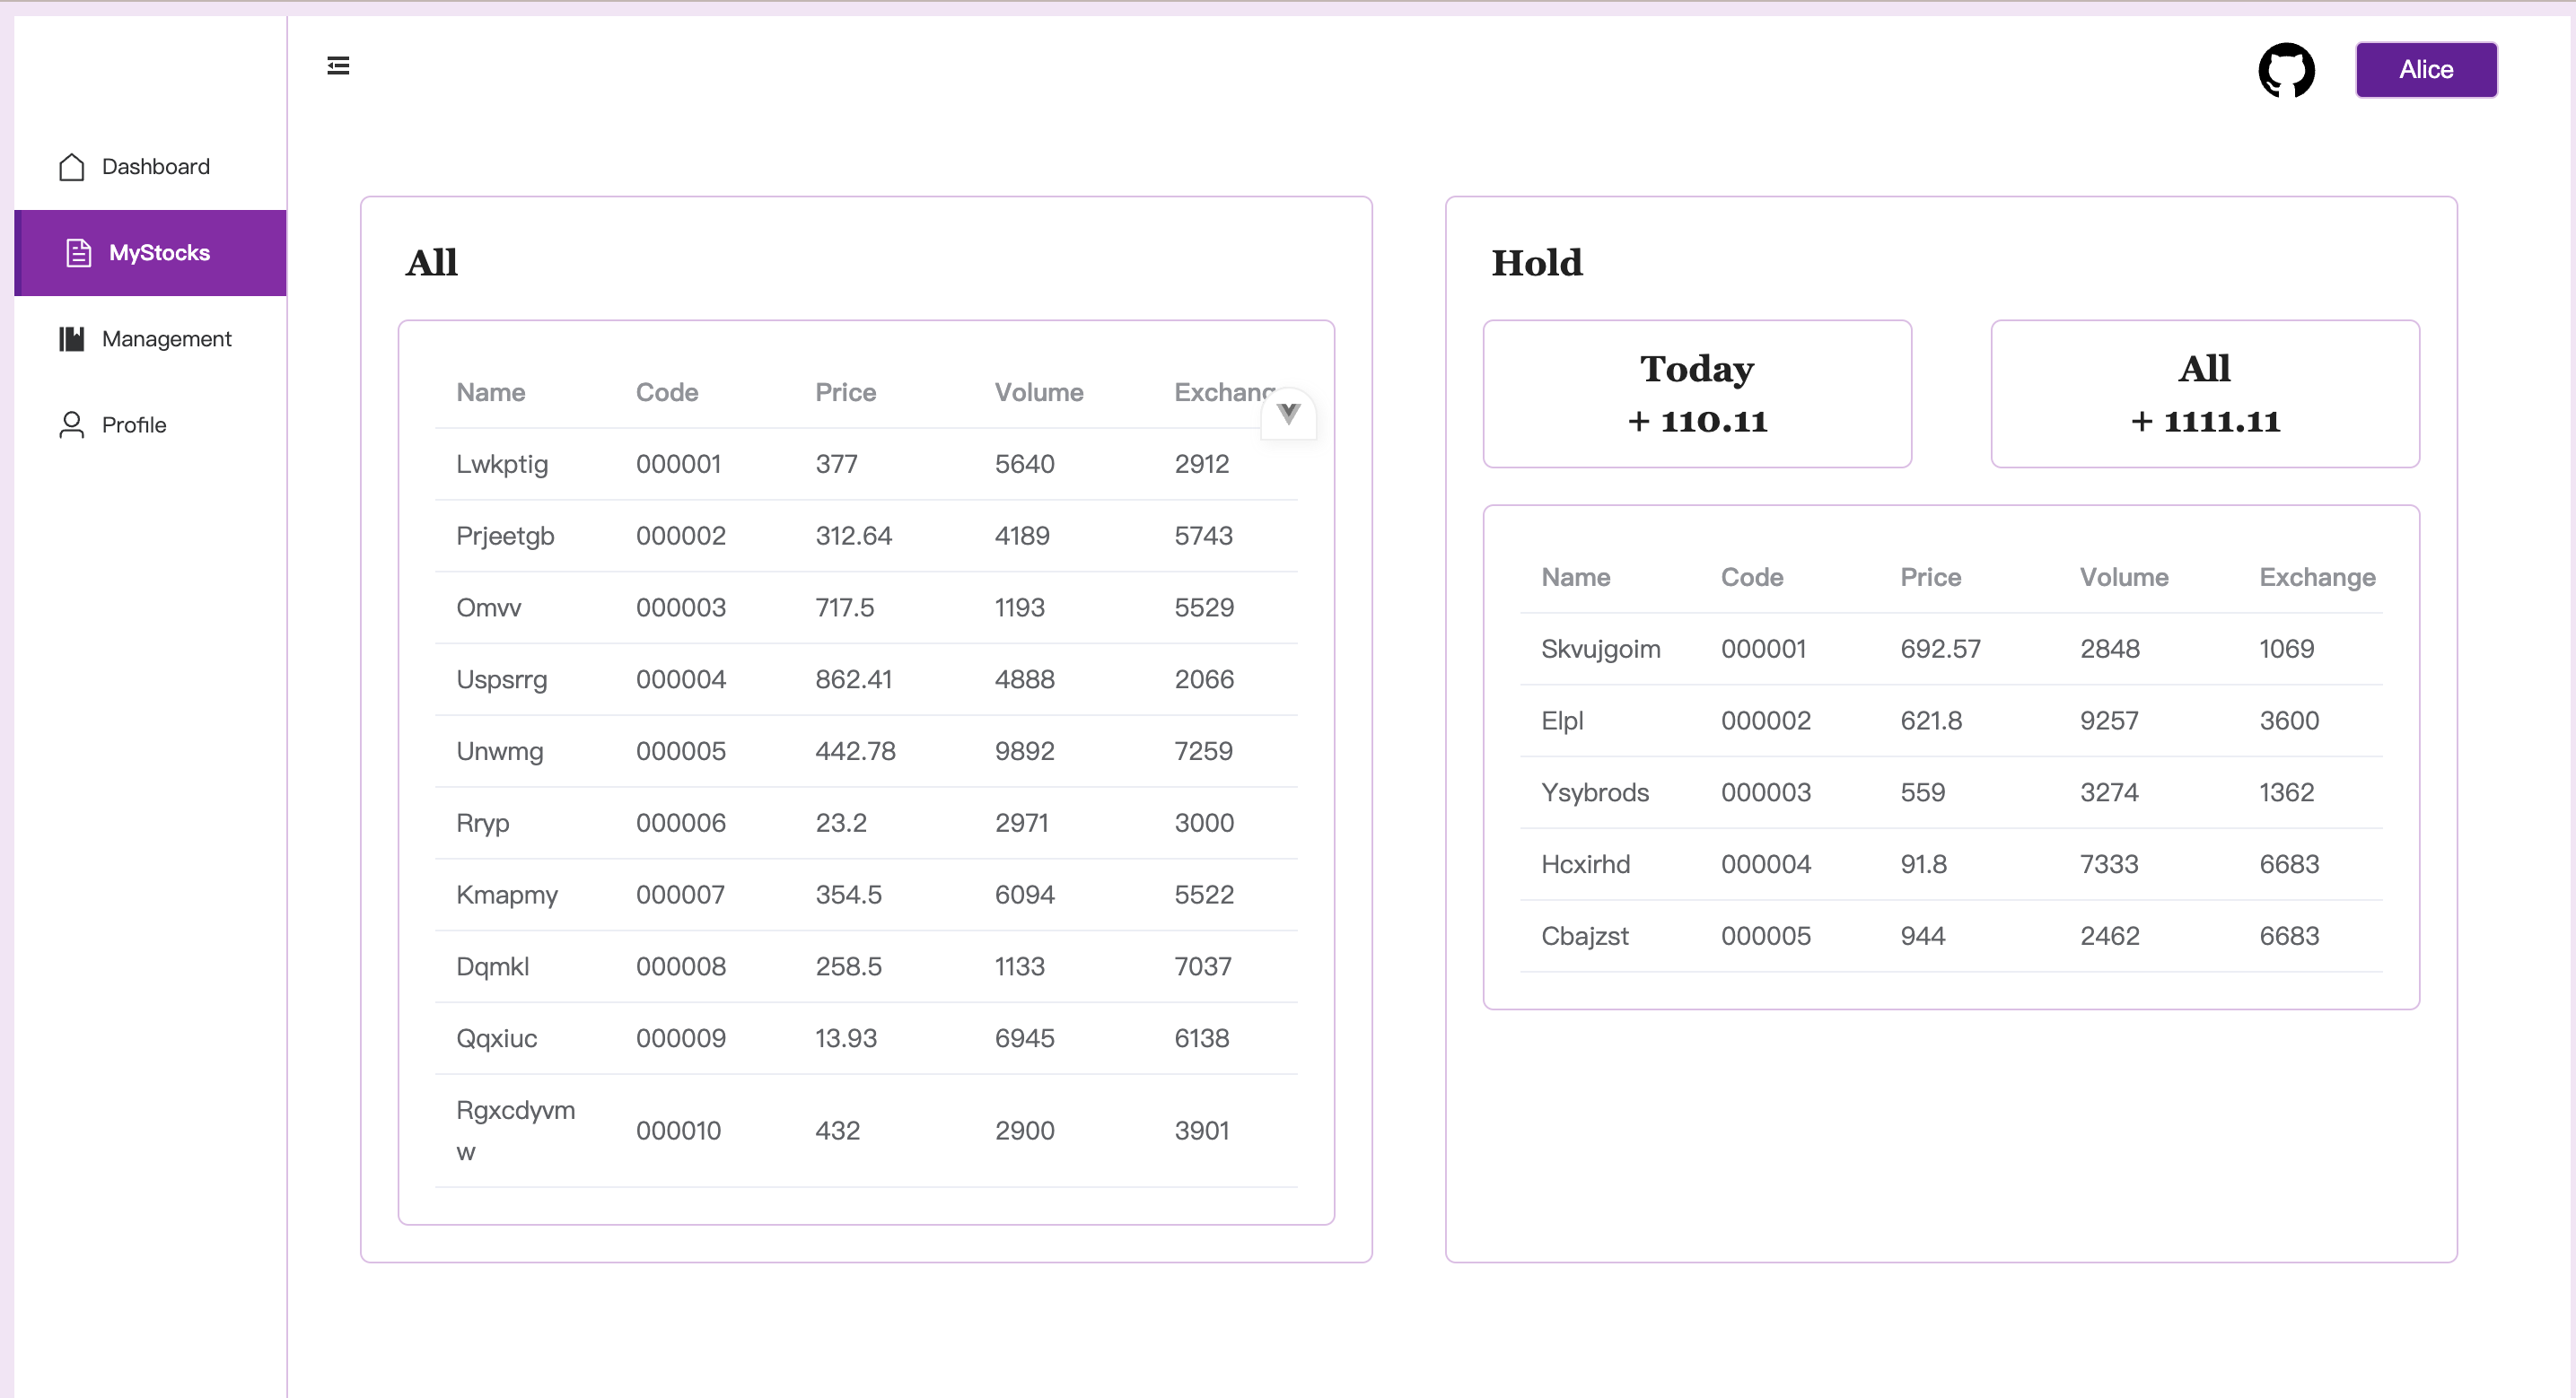 Alice
Dashboard
MyStocks
Management
Profile
All
Name Code Price Volume Exchang
Lwkptig 000001 377 5640 2912
Prjeetgb 000002 312.64 4189 5743
Omvv 000003 717.5 1193 5529
Uspsrrg 000004 862.41 4888 2066
Unwmg 000005 442.78 9892 7259
Rryp 000006 23.2 2971 3000
Kmapmy 000007 354.5 6094 5522
Dqmkl 000008 258.5 1133 7037
Qqxiuc 000009 13.93 6945 6138
Rgxcdyvm
w
000010 432 2900 3901
Hold
Today
+ 110.11
All
+ 1111.11
Name Code Price Volume Exchange
Skvujgoim 000001 692.57 2848 1069
Elpl 000002 621.8 9257 3600
Ysybrods 000003 559 3274 1362
Hcxirhd 000004 91.8 7333 6683
Cbajzst 000005 944 2462 6683